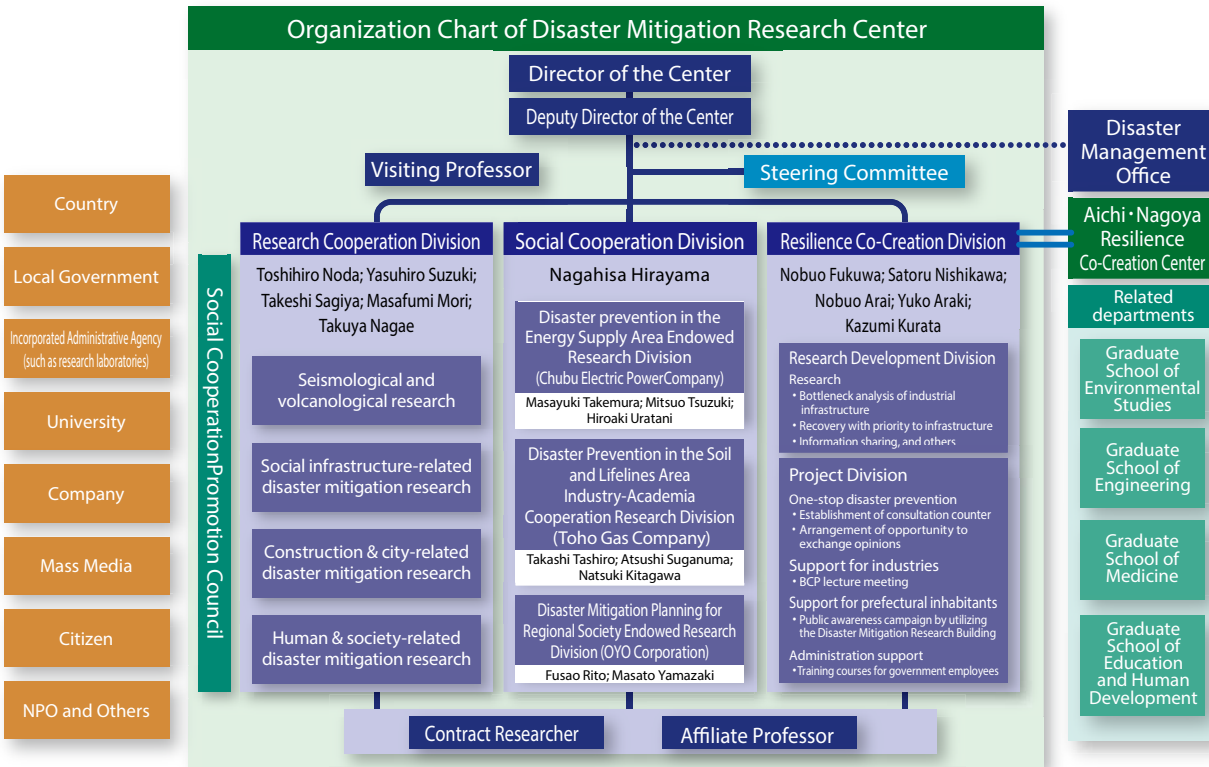 Organization Chart of Disaster Mitigation Research Center
Director of the Center
Deputy Director of the Center
Visiting Professor
Steering Committee
Country
Local Government
Incorporated Administrative Agency
(such as research laboratories)
University
Company
Mass Media
Citizen
NPO and Others
Social CooperationPromotion Council
Research Cooperation Division
Toshihiro Noda; Yasuhiro Suzuki;
Takeshi Sagiya; Masafumi Mori;
Takuya Nagae
Seismological and
volcanological research
Social infrastructure-related
disaster mitigation research
Construction & city-related
disaster mitigation research
Human & society-related
disaster mitigation research
Social Cooperation Division
Nagahisa Hirayama
Disaster prevention in the
Energy Supply Area Endowed
Research Division
(Chubu Electric PowerCompany)
Masayuki Takemura; Mitsuo Tsuzuki;
Hiroaki Uratani
Disaster Prevention in the Soil
and Lifelines Area
Industry-Academia
Cooperation Research Division
(Toho Gas Company)
Takashi Tashiro; Atsushi Suganuma;
Natsuki Kitagawa
Disaster Mitigation Planning for
Regional Society Endowed Research
Division (OYO Corporation)
Fusao Rito; Masato Yamazaki
Resilience Co-Creation Division
Nobuo Fukuwa; Satoru Nishikawa;
Nobuo Arai; Yuko Araki;
Kazumi Kurata
Research Development Division
Research
・Bottleneck analysis of industrial
infrastructure
・Recovery with priority to infrastructure
・Information sharing, and others
Project Division
One-stop disaster prevention
・Establishment of consultation counter
・Arrangement of opportunity to
exchange opinions
Support for industries
・BCP lecture meeting
Support for prefectural inhabitants
・Public awareness campaign by utilizing
the Disaster Mitigation Research Building
Administration support
・Training courses for government employees
Contract Researcher
Affiliate Professor
Disaster
Management
Office
Aichi・Nagoya
Resilience
Co-Creation Center
Related
departments
Graduate
School of
Environmental
Studies
Graduate
School of
Engineering
Graduate
School of
Medicine
Graduate
School of
Education
and Human
Development